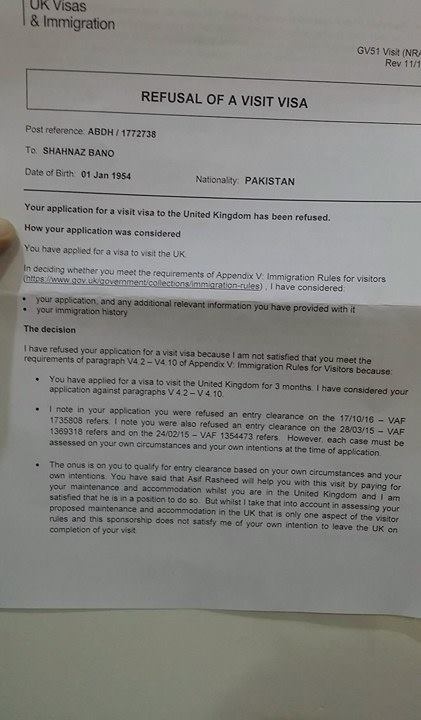 UK Visas
& Immigration
GV51 Visit (NRA
Rev 11/1
REFUSAL OF A VISIT VISA
Post reference: ABDH / 1772738
To: SHAHNAZ BANO
Date of Birth: 01 Jan 1954
Nationality: PAKISTAN
Your application for a visit visa to the United Kingdom has been refused.
How your application was considered
You have applied for a visa to visit the UK.
In deciding whether you meet the requirements of Appendix V: Immigration Rules for visitors
(https://www.gov.uk/government/collections/immigration-rules) , I have considered:
• your application, and any additional relevant information you have provided with it
• your immigration history
The decision
I have refused your application for a visit visa because I am not satisfied that you meet the
requirements of paragraph V4.2 – V4.10 of Appendix V: Immigration Rules for Visitors because:
• You have applied for a visa to visit the United Kingdom for 3 months. I have considered your
application against paragraphs V 4.2 – V 4.10.
• I note in your application you were refused an entry clearance on the 17/10/16 – VAF
1735808 refers. I note you were also refused an entry clearance on the 28/03/15 – VAF
1369318 refers and on the 24/02/15 – VAF 1354473 refers. However, each case must be
assessed on your own circumstances and your own intentions at the time of application.
• The onus is on you to qualify for entry clearance based on your own circumstances and your
own intentions. You have said that Asif Rasheed will help you with this visit by paying for
your maintenance and accommodation whilst you are in the United Kingdom and I am
satisfied that he is in a position to do so. But whilst I take into account in assessing your
proposed maintenance and accommodation in the UK that is only one aspect of the visitor
rules and this sponsorship does not satisfy me of your own intention to leave the UK on
completion of your visit.